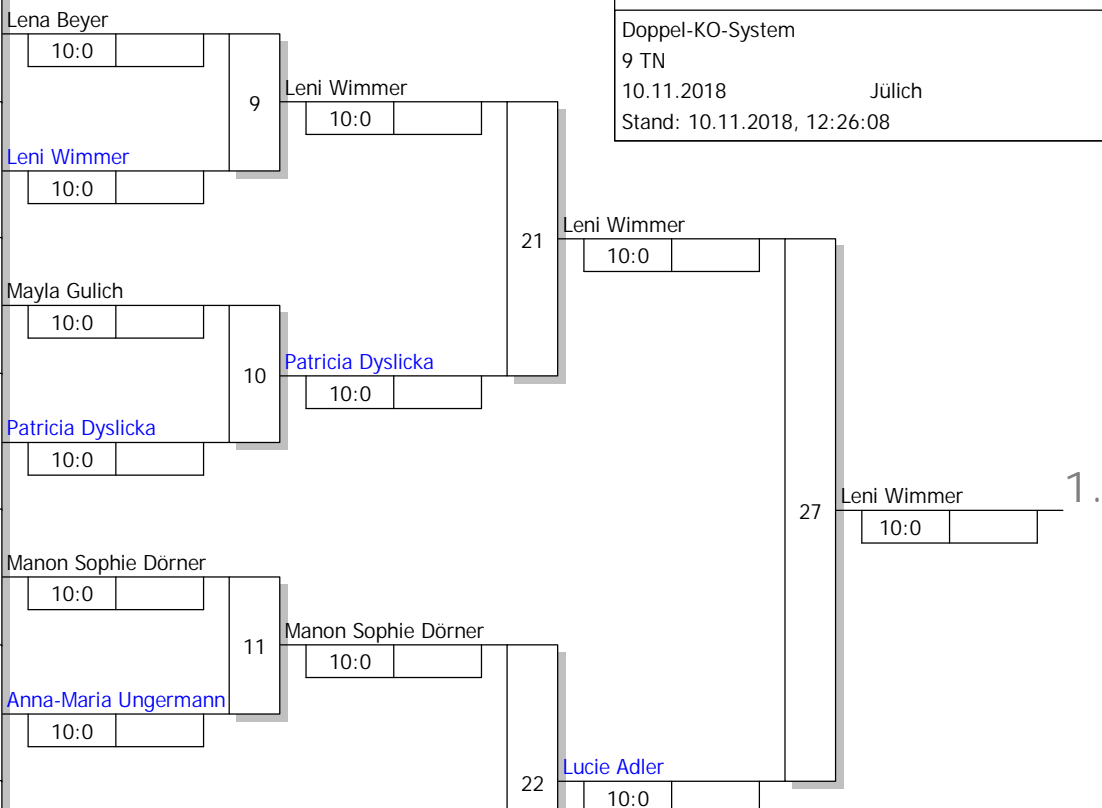 Lena Beyer
10:0
9
Leni Wimmer
10:0
Leni Wimmer
10:0
Doppel-KO-System
9 TN
10.11.2018 Jülich
Stand: 10.11.2018, 12:26:08
21
Leni Wimmer
10:0
Mayla Gulich
10:0
10
Patricia Dyslicka
10:0
Patricia Dyslicka
10:0
27
Leni Wimmer
10:0
1.
Manon Sophie Dörner
10:0
11
Manon Sophie Dörner
10:0
Anna-Maria Ungermann
10:0
22
Lucie Adler
10:0